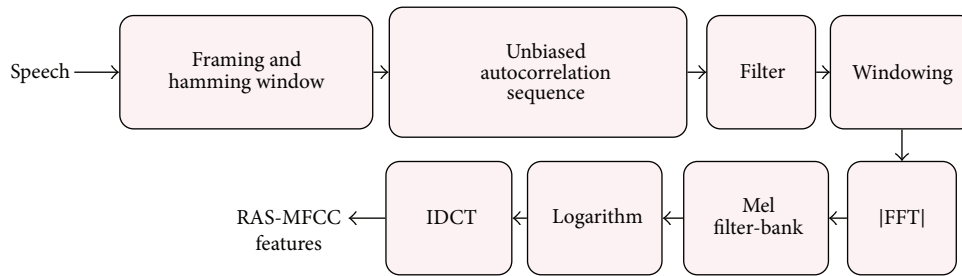 Speech
Framing and
hamming window
Unbiased
autocorrelation
sequence
Filter
Windowing
|FFT|
Mel
filter-bank
Logarithm
IDCT
RAS-MFCC
features